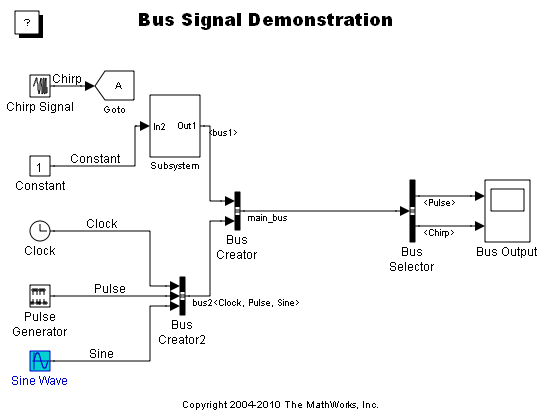 ?
Bus Signal Demonstration
Chirp
A
Chirp Signal
Goto
In2
Out1
<bus1>
Subsystem
1
Constant
Constant
Clock
Clock
main_bus
Bus
Creator
<Pulse>
<Chirp>
Bus
Selector
Bus Output
Pulse
Pulse
Generator
bus2<Clock, Pulse, Sine>
Bus
Creator2
Sine
Sine Wave
Copyright 2004-2010 The MathWorks, Inc.